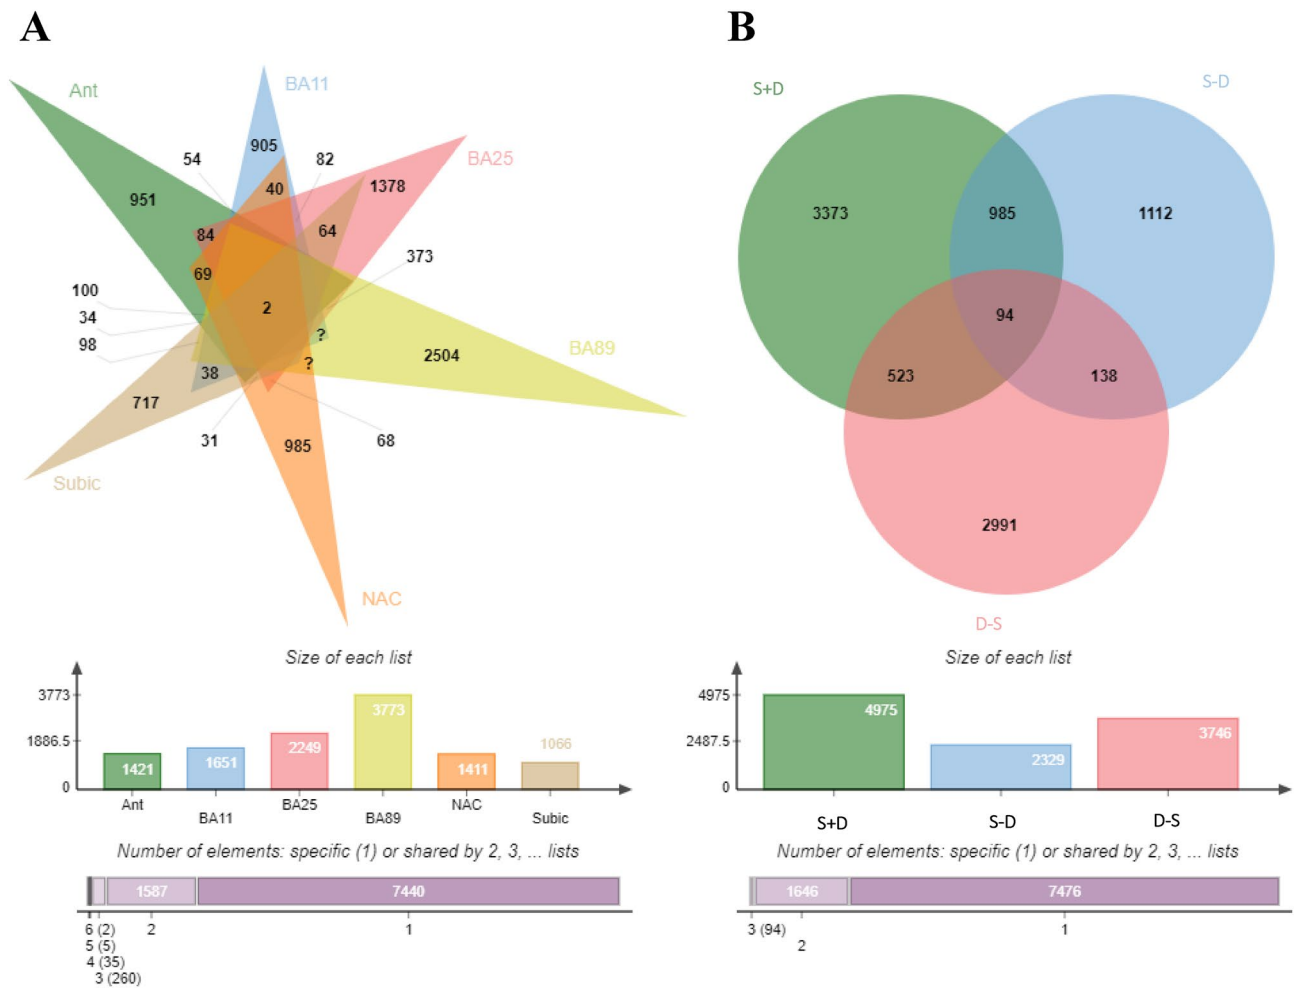 A
Ant
BA11
BA25
BA89
NAC
Subic
54
905
82
40
1378
951
84
64
373
69
100
34
98
2
?
?
2504
38
717
31
985
68
Size of each list
3773
1886.5
0
1421
1651
2249
3773
1411
1066
Ant
BA11
BA25
BA89
NAC
Subic
Number of elements: specific (1) or shared by 2, 3, ... lists
1587
7440
6 (2)
5 (5)
4 (35)
3 (260)
2
1
B
S+D
S-D
3373
985
1112
94
523
138
2991
D-S
Size of each list
4975
2487.5
0
4975
2329
3746
S+D
S-D
D-S
Number of elements: specific (1) or shared by 2, 3, ... lists
1646
7476
3 (94)
2
1